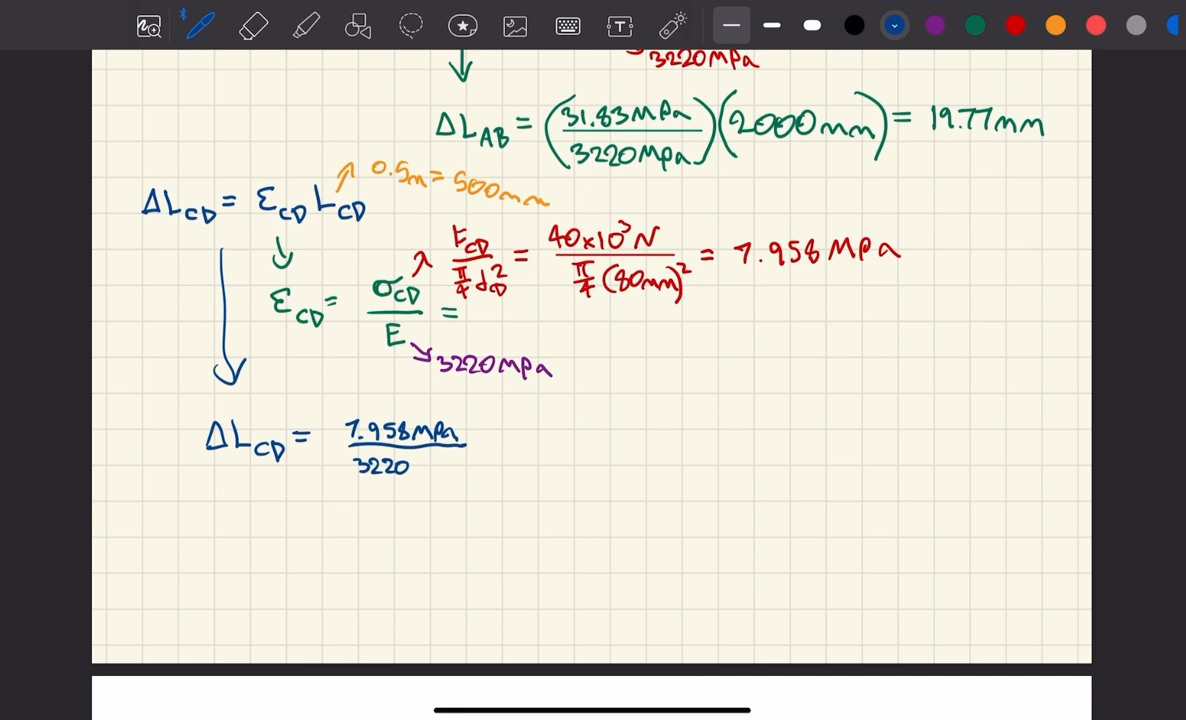 3220MPa
ΔL_AB = (31.83MPa / 3220MPa)(2000mm) = 19.77mm
0.5m = 500mm
ΔL_CD = ε_CD L_CD
F_CD / (π/4 d_CD^2) = 40×10^3 N / (π/4 (80mm)^2) = 7.958 MPa
ε_CD = σ_CD / E =
3220MPa
ΔL_CD = 7.958MPa / 3220
T